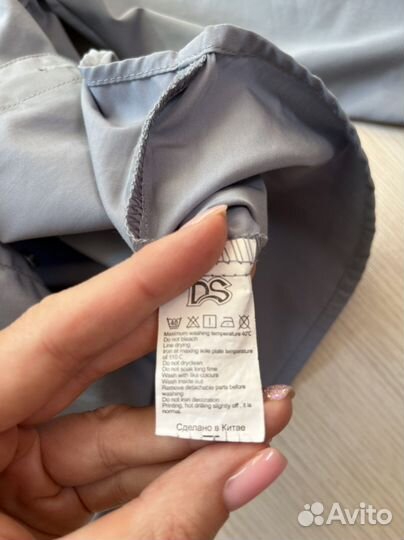 DS
Maximum washing temperature 40℃
Do not bleach
Line drying
Iron at maxing sole plate temperature
of 110 C
Do not dryclean
Do not soak long time
Wash with like colours
Wash inside out
Remove detachable parts before
washing
Do not iron decoration
Printing, hot drilling slightly off . it is
normal.
Сделано в Китае
Avito